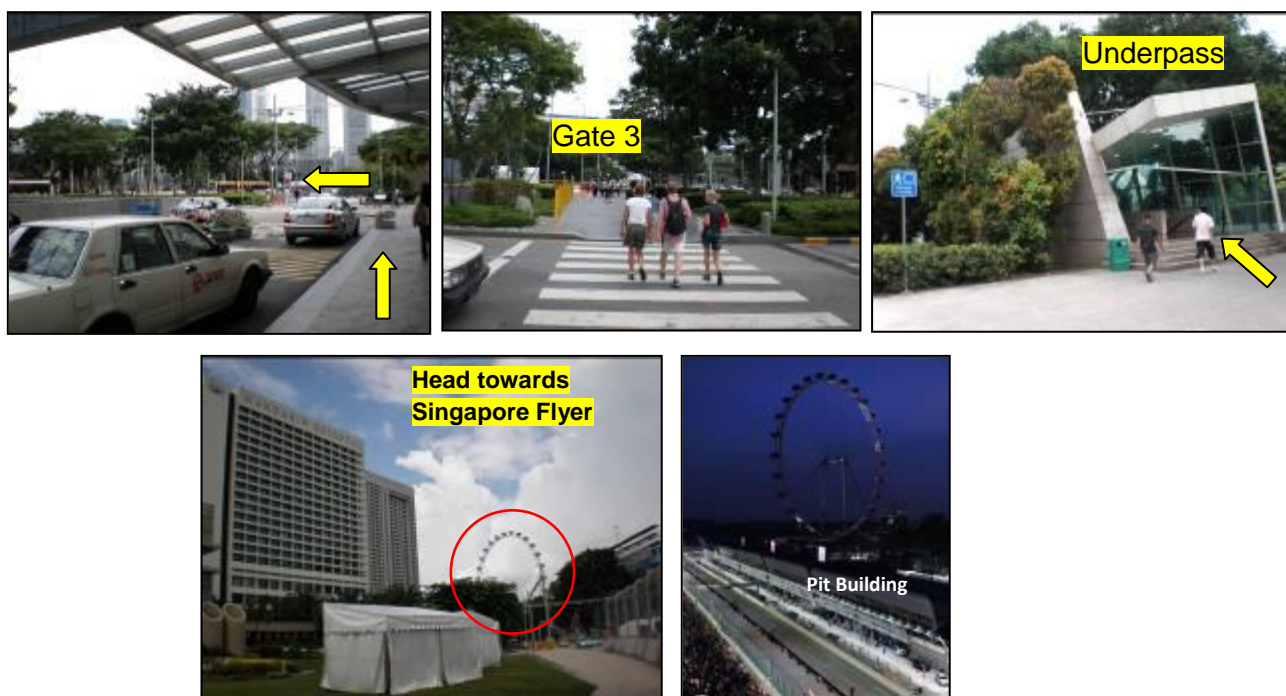 Gate 3
Underpass
Head towards
Singapore Flyer
Pit Building